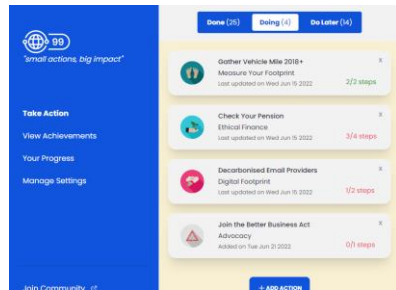 99
"small actions, big impact"
Take Action
View Achievements
Your Progress
Manage Settings
Join Community
Done (25) Doing (4) Do Later (14)
Gather Vehicle Mile 2018+ x
Measure Your Footprint
Last updated on Wed Jun 15 2022 2/2 steps
Check Your Pension x
Ethical Finance
Last updated on Wed Jun 15 2022 3/4 steps
Decarbonised Email Providers x
Digital Footprint
Last updated on Wed Jun 15 2022 1/2 steps
Join the Better Business Act x
Advocacy
Added on Tue Jun 21 2022 0/1 steps
+ ADD ACTION